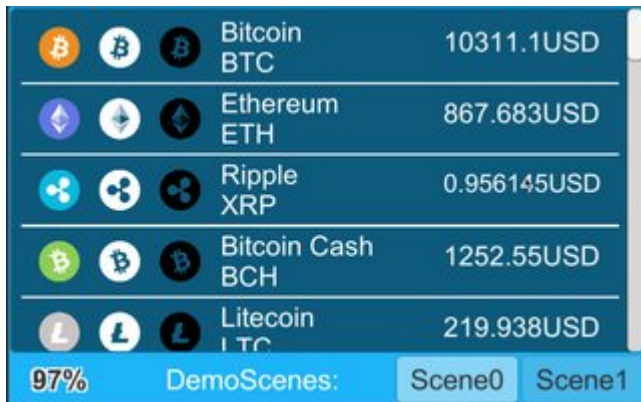 Bitcoin
BTC
10311.1USD
Ethereum
ETH
867.683USD
Ripple
XRP
0.956145USD
Bitcoin Cash
BCH
1252.55USD
Litecoin
LTC
219.938USD
97% DemoScenes: Scene0 Scene1